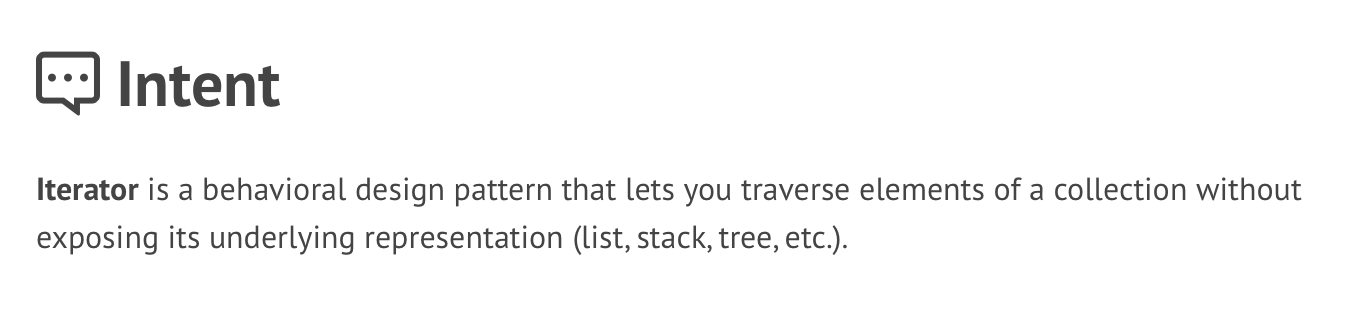 Intent
Iterator is a behavioral design pattern that lets you traverse elements of a collection without
exposing its underlying representation (list, stack, tree, etc.).